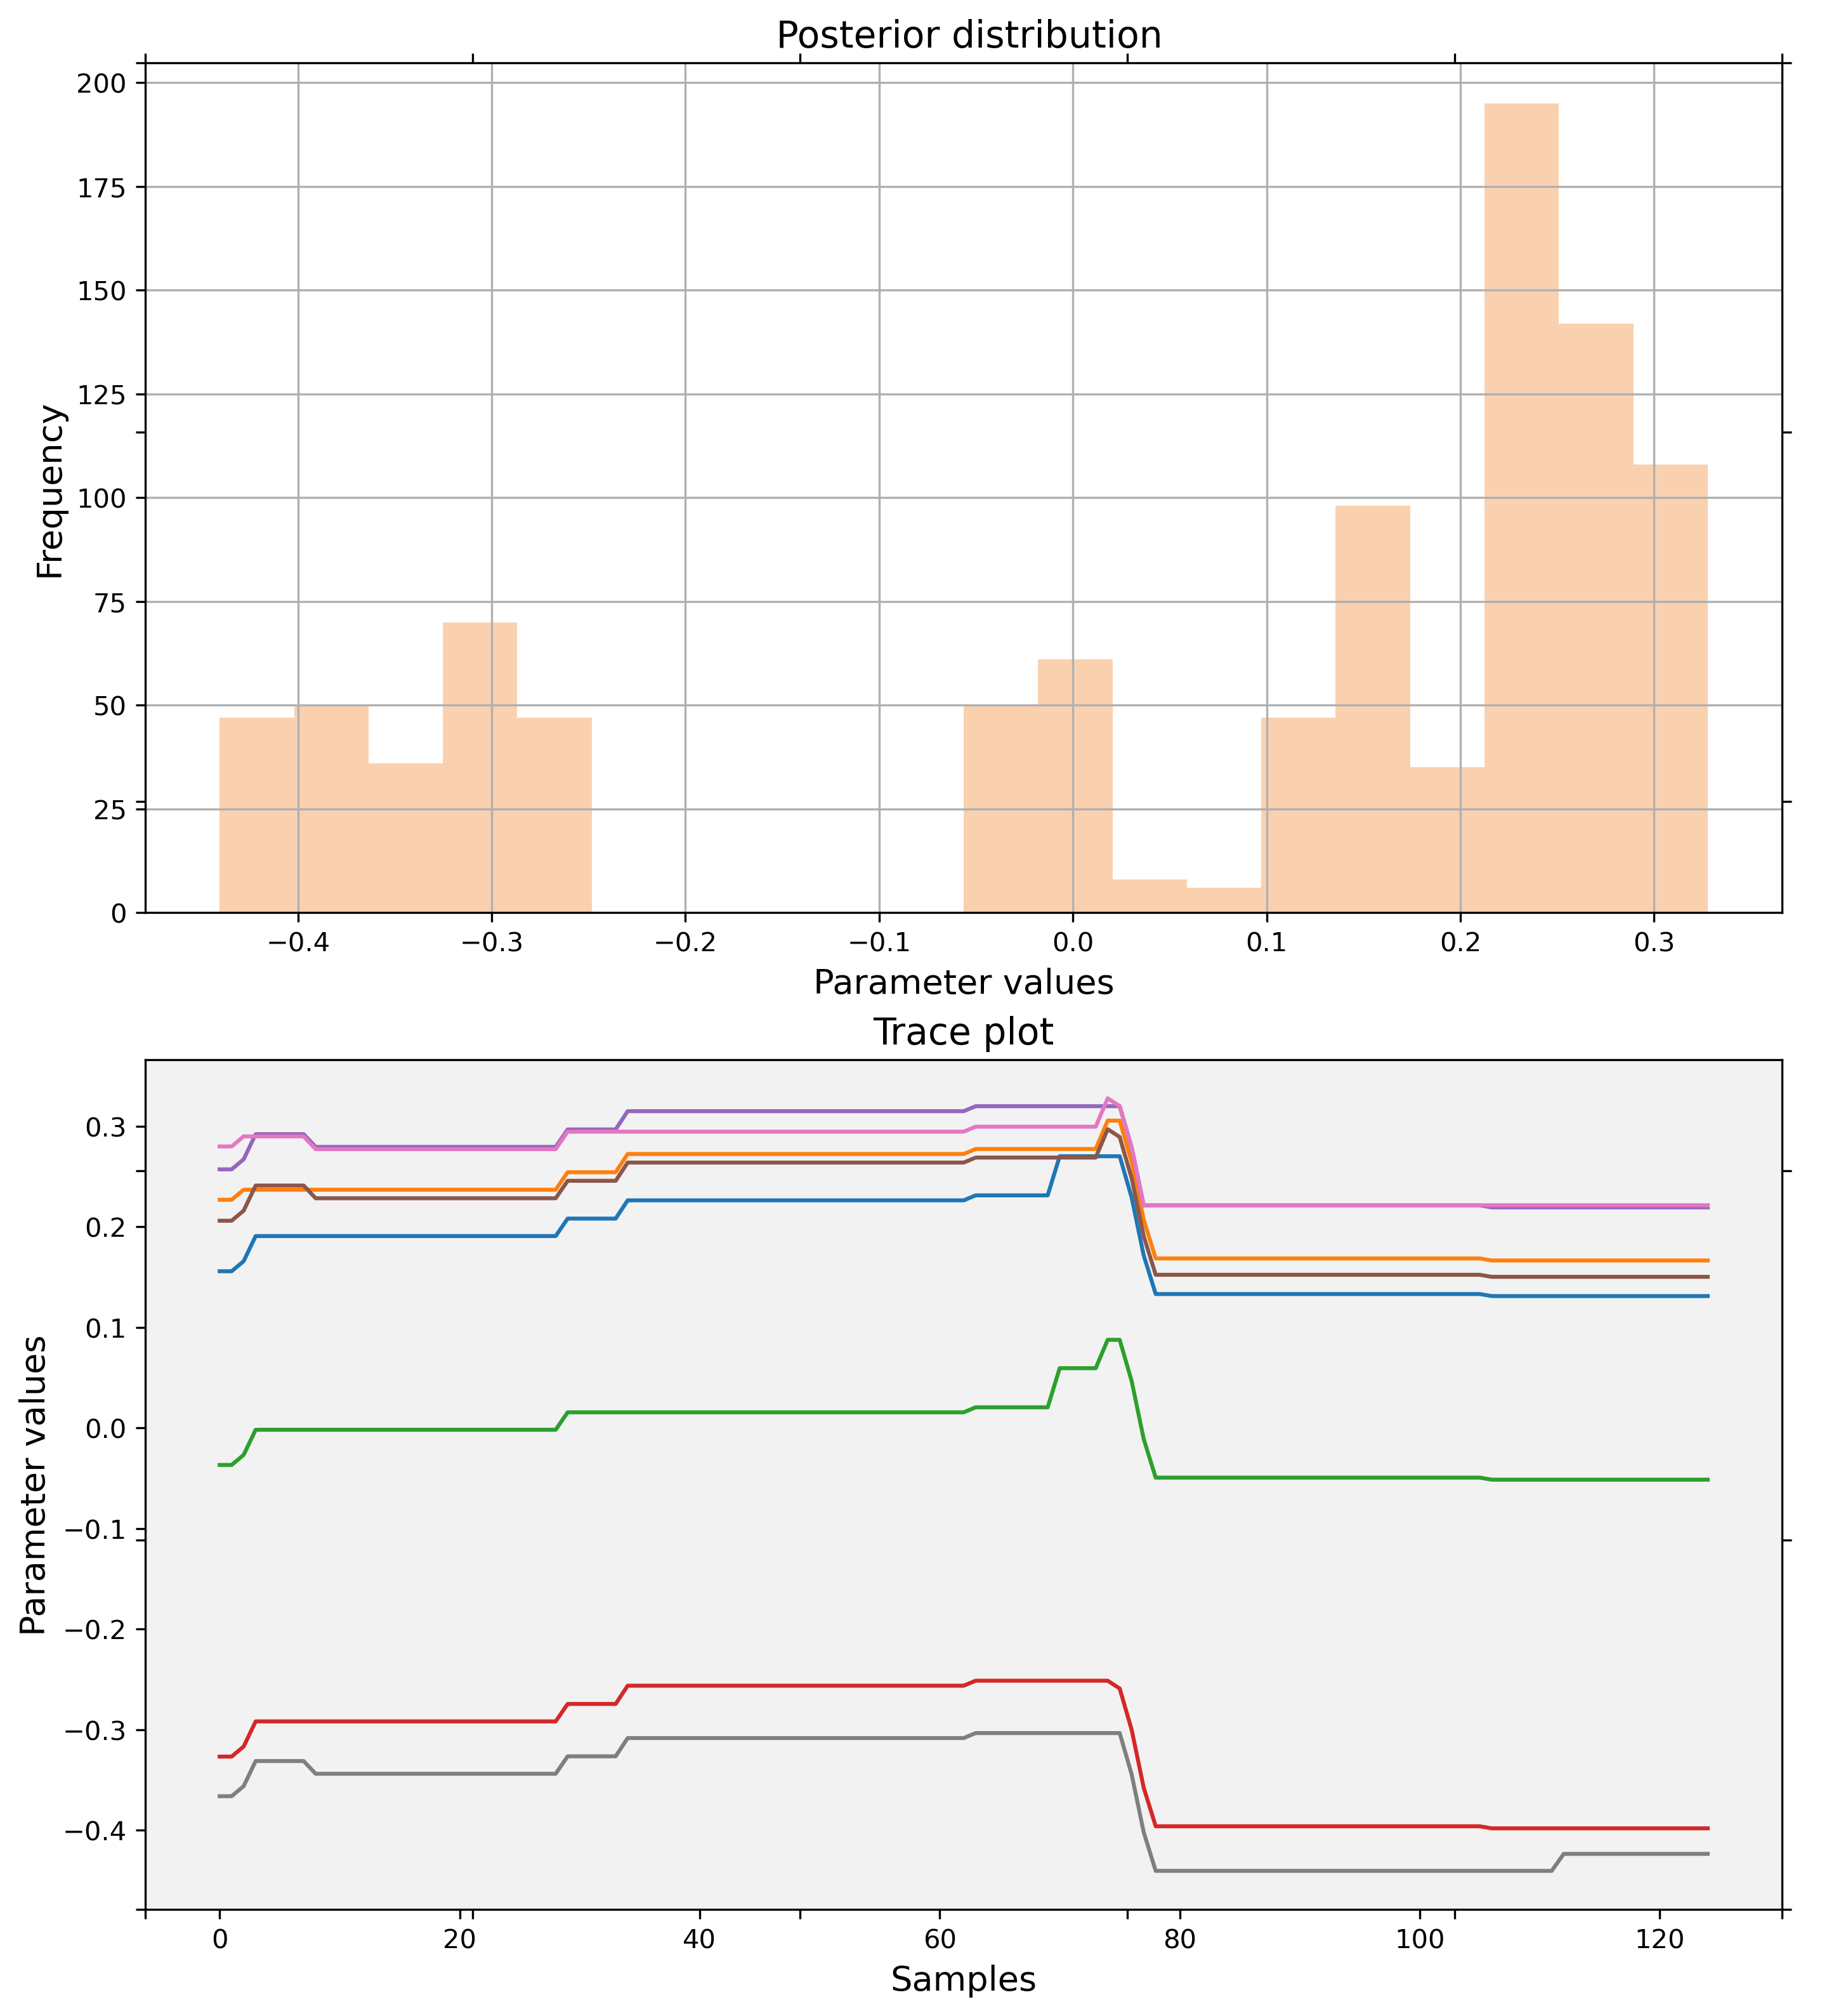 Posterior distribution
200
175
150
125
100
75
50
25
0
Frequency
−0.4 −0.3 −0.2 −0.1 0.0 0.1 0.2 0.3
Parameter values
Trace plot
0.3
0.2
0.1
0.0
−0.1
−0.2
−0.3
−0.4
Parameter values
0 20 40 60 80 100 120
Samples